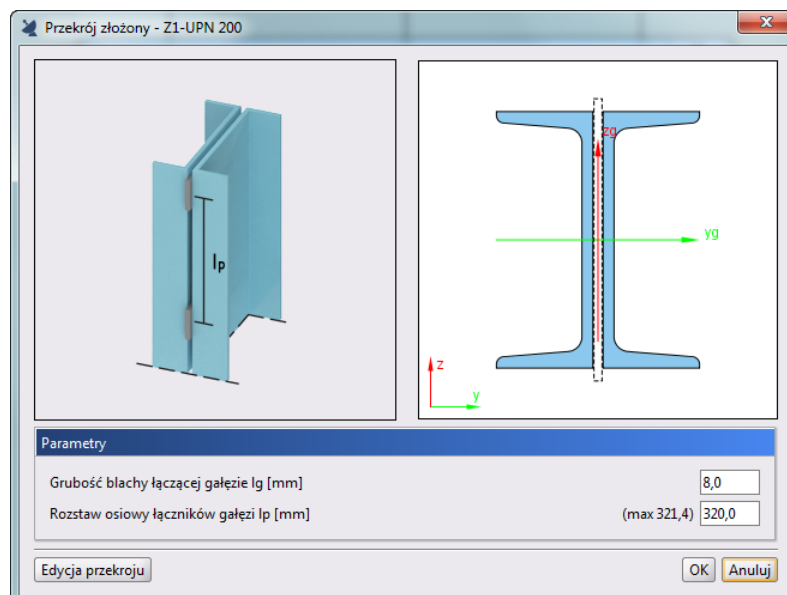 Przekrój złożony - Z1-UPN 200
lp
zg
yg
z
y
Parametry
Grubość blachy łączącej gałęzie lg [mm]
8,0
Rozstaw osiowy łączników gałęzi lp [mm]
(max 321,4) 320,0
Edycja przekroju
OK
Anuluj